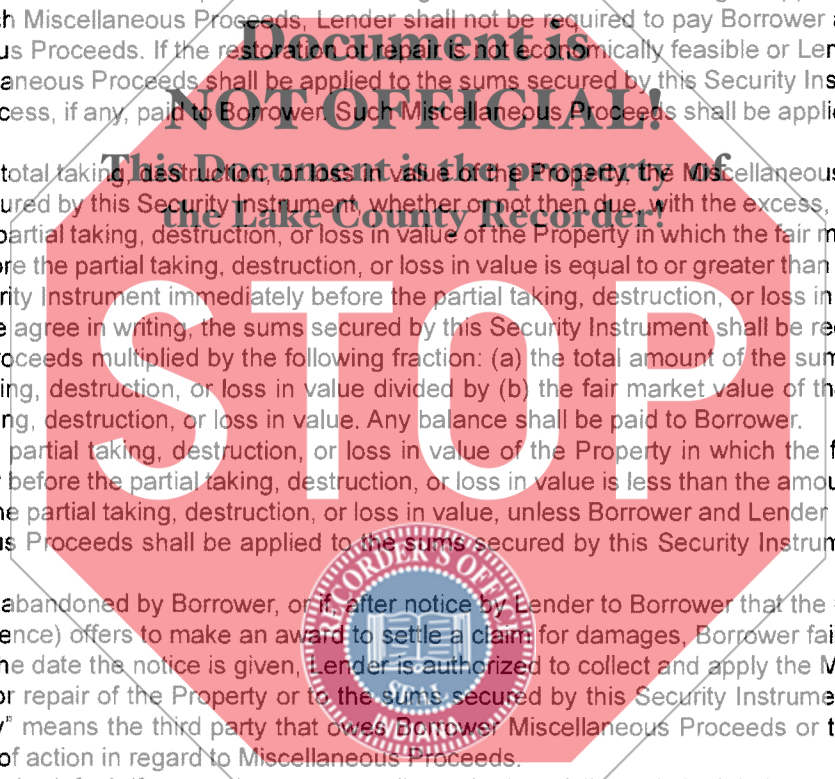 h Miscellaneous Proceeds, Lender shall not be required to pay Borrower
us Proceeds. If the restoration or repair is not economically feasible or Len
aneous Proceeds shall be applied to the sums secured by this Security Ins
cess, if any, paid to Borrower. Such Miscellaneous Proceeds shall be applie
total taking, destruction, or loss in value of the Property, the Miscellaneous
ured by this Security Instrument, whether or not then due, with the excess,
partial taking, destruction, or loss in value of the Property in which the fair m
re the partial taking, destruction, or loss in value is equal to or greater than
rity Instrument immediately before the partial taking, destruction, or loss in
e agree in writing, the sums secured by this Security Instrument shall be re
oceeds multiplied by the following fraction: (a) the total amount of the sum
ing, destruction, or loss in value divided by (b) the fair market value of th
ng, destruction, or loss in value. Any balance shall be paid to Borrower.
partial taking, destruction, or loss in value of the Property in which the f
before the partial taking, destruction, or loss in value is less than the amou
e partial taking, destruction, or loss in value, unless Borrower and Lender
us Proceeds shall be applied to the sums secured by this Security Instrum
abandoned by Borrower, or if, after notice by Lender to Borrower that the
ence) offers to make an award to settle a claim for damages, Borrower fai
he date the notice is given, Lender is authorized to collect and apply the M
or repair of the Property or to the sums secured by this Security Instrume
y" means the third party that owes Borrower Miscellaneous Proceeds or t
of action in regard to Miscellaneous Proceeds.
Document is
NOT OFFICIAL!
This Document is the property of
the Lake County Recorder!
STOP
RECORDER'S OFFICE
SEAL